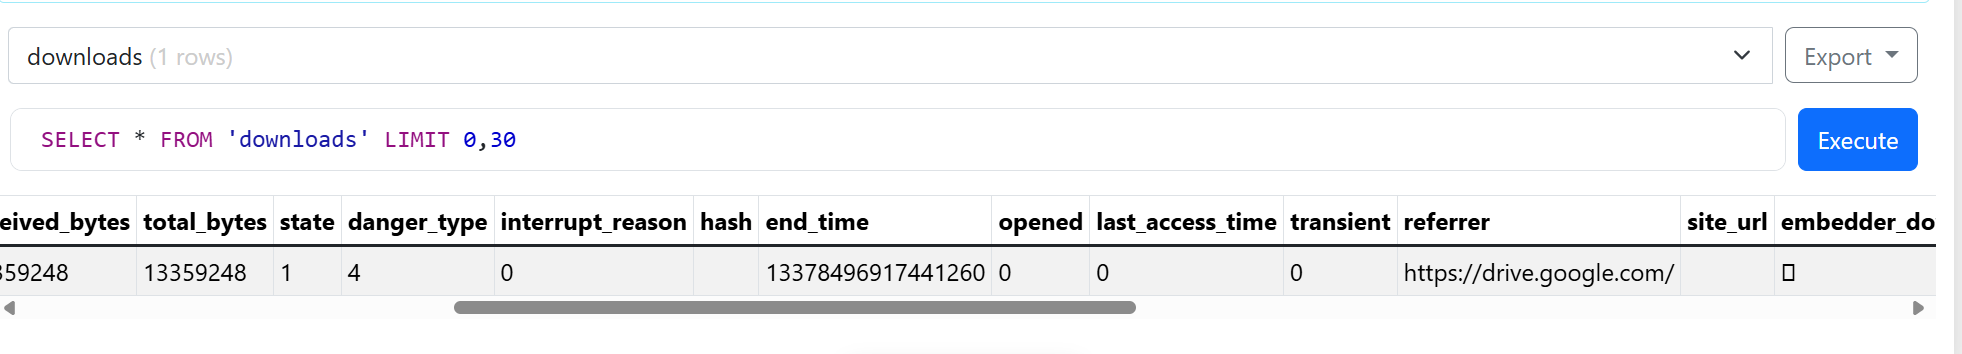 downloads (1 rows)
Export
SELECT * FROM 'downloads' LIMIT 0,30
Execute
eived_bytes total_bytes state danger_type interrupt_reason hash end_time opened last_access_time transient referrer site_url embedder_do
359248 13359248 1 4 0 13378496917441260 0 0 0 https://drive.google.com/